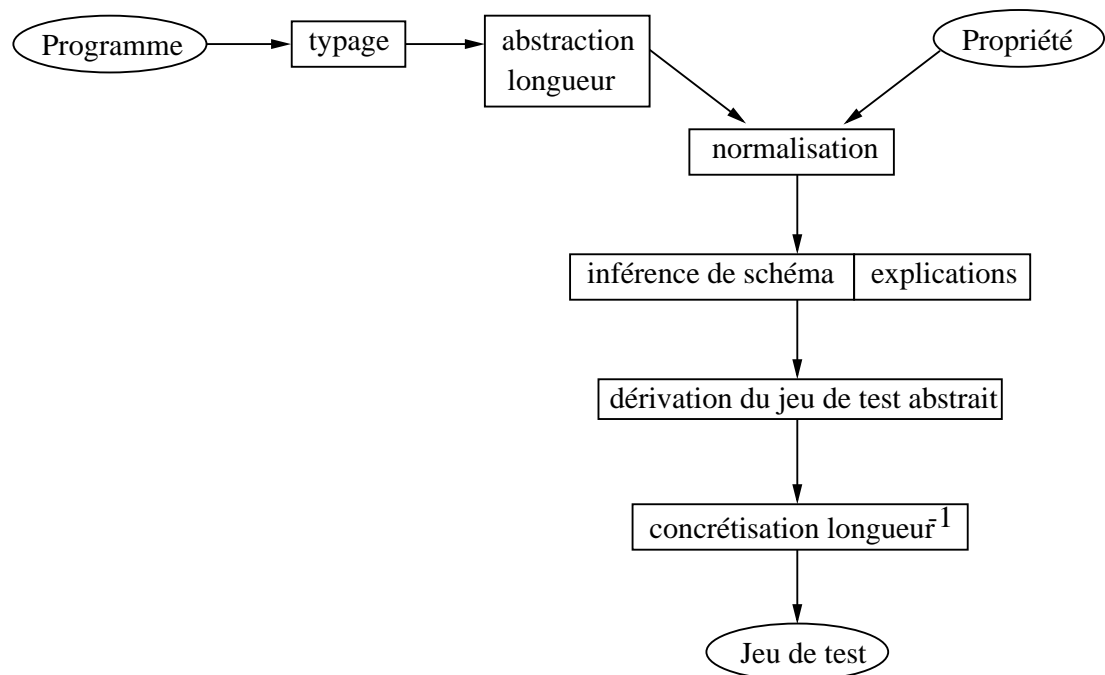 Programme
typage
abstraction
longueur
Propriété
normalisation
inférence de schéma
explications
dérivation du jeu de test abstrait
concrétisation longueur-1
Jeu de test